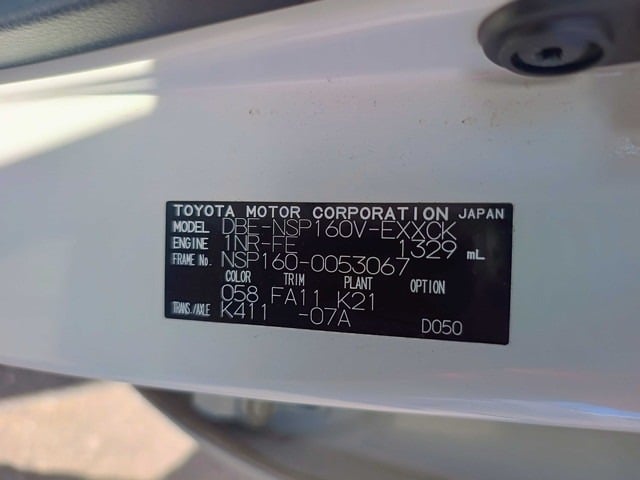 TOYOTA MOTOR CORPORATION JAPAN
MODEL DBE-NSP160V-EXXCK
ENGINE 1NR-FE 1329 mL
FRAME No. NSP160-0053067
COLOR TRIM PLANT OPTION
058 FA11 K21
TRANS./AXLE K411 -07A
D050